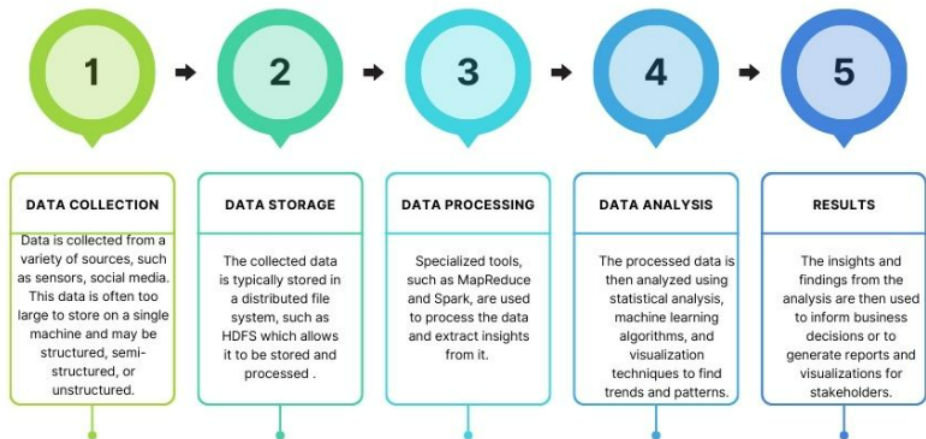 1
2
3
4
5
DATA COLLECTION
Data is collected from a
variety of sources, such
as sensors, social media.
This data is often too
large to store on a single
machine and may be
structured, semi-
structured, or
unstructured.
DATA STORAGE
The collected data
is typically stored in
a distributed file
system, such as
HDFS which allows
it to be stored and
processed .
DATA PROCESSING
Specialized tools,
such as MapReduce
and Spark, are used
to process the data
and extract insights
from it.
DATA ANALYSIS
The processed data is
then analyzed using
statistical analysis,
machine learning
algorithms, and
visualization
techniques to find
trends and patterns.
RESULTS
The insights and
findings from the
analysis are then used
to inform business
decisions or to
generate reports and
visualizations for
stakeholders.